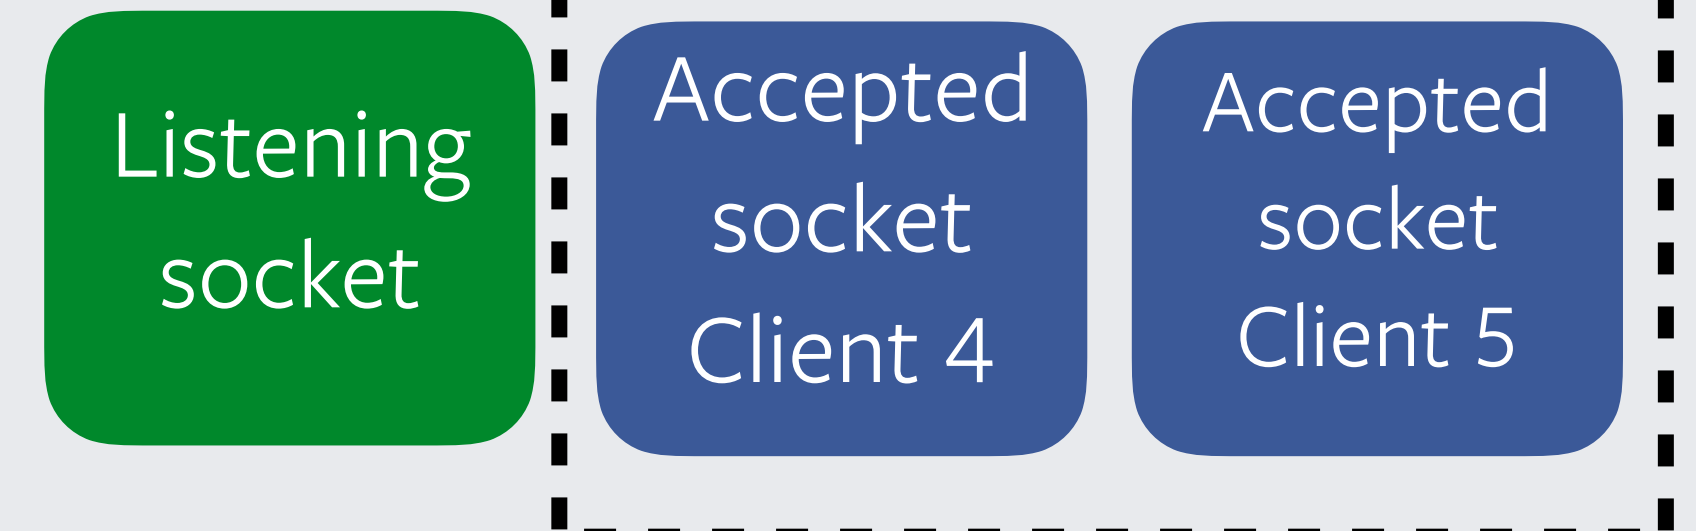 Listening
socket
Accepted
socket
Client 4
Accepted
socket
Client 5